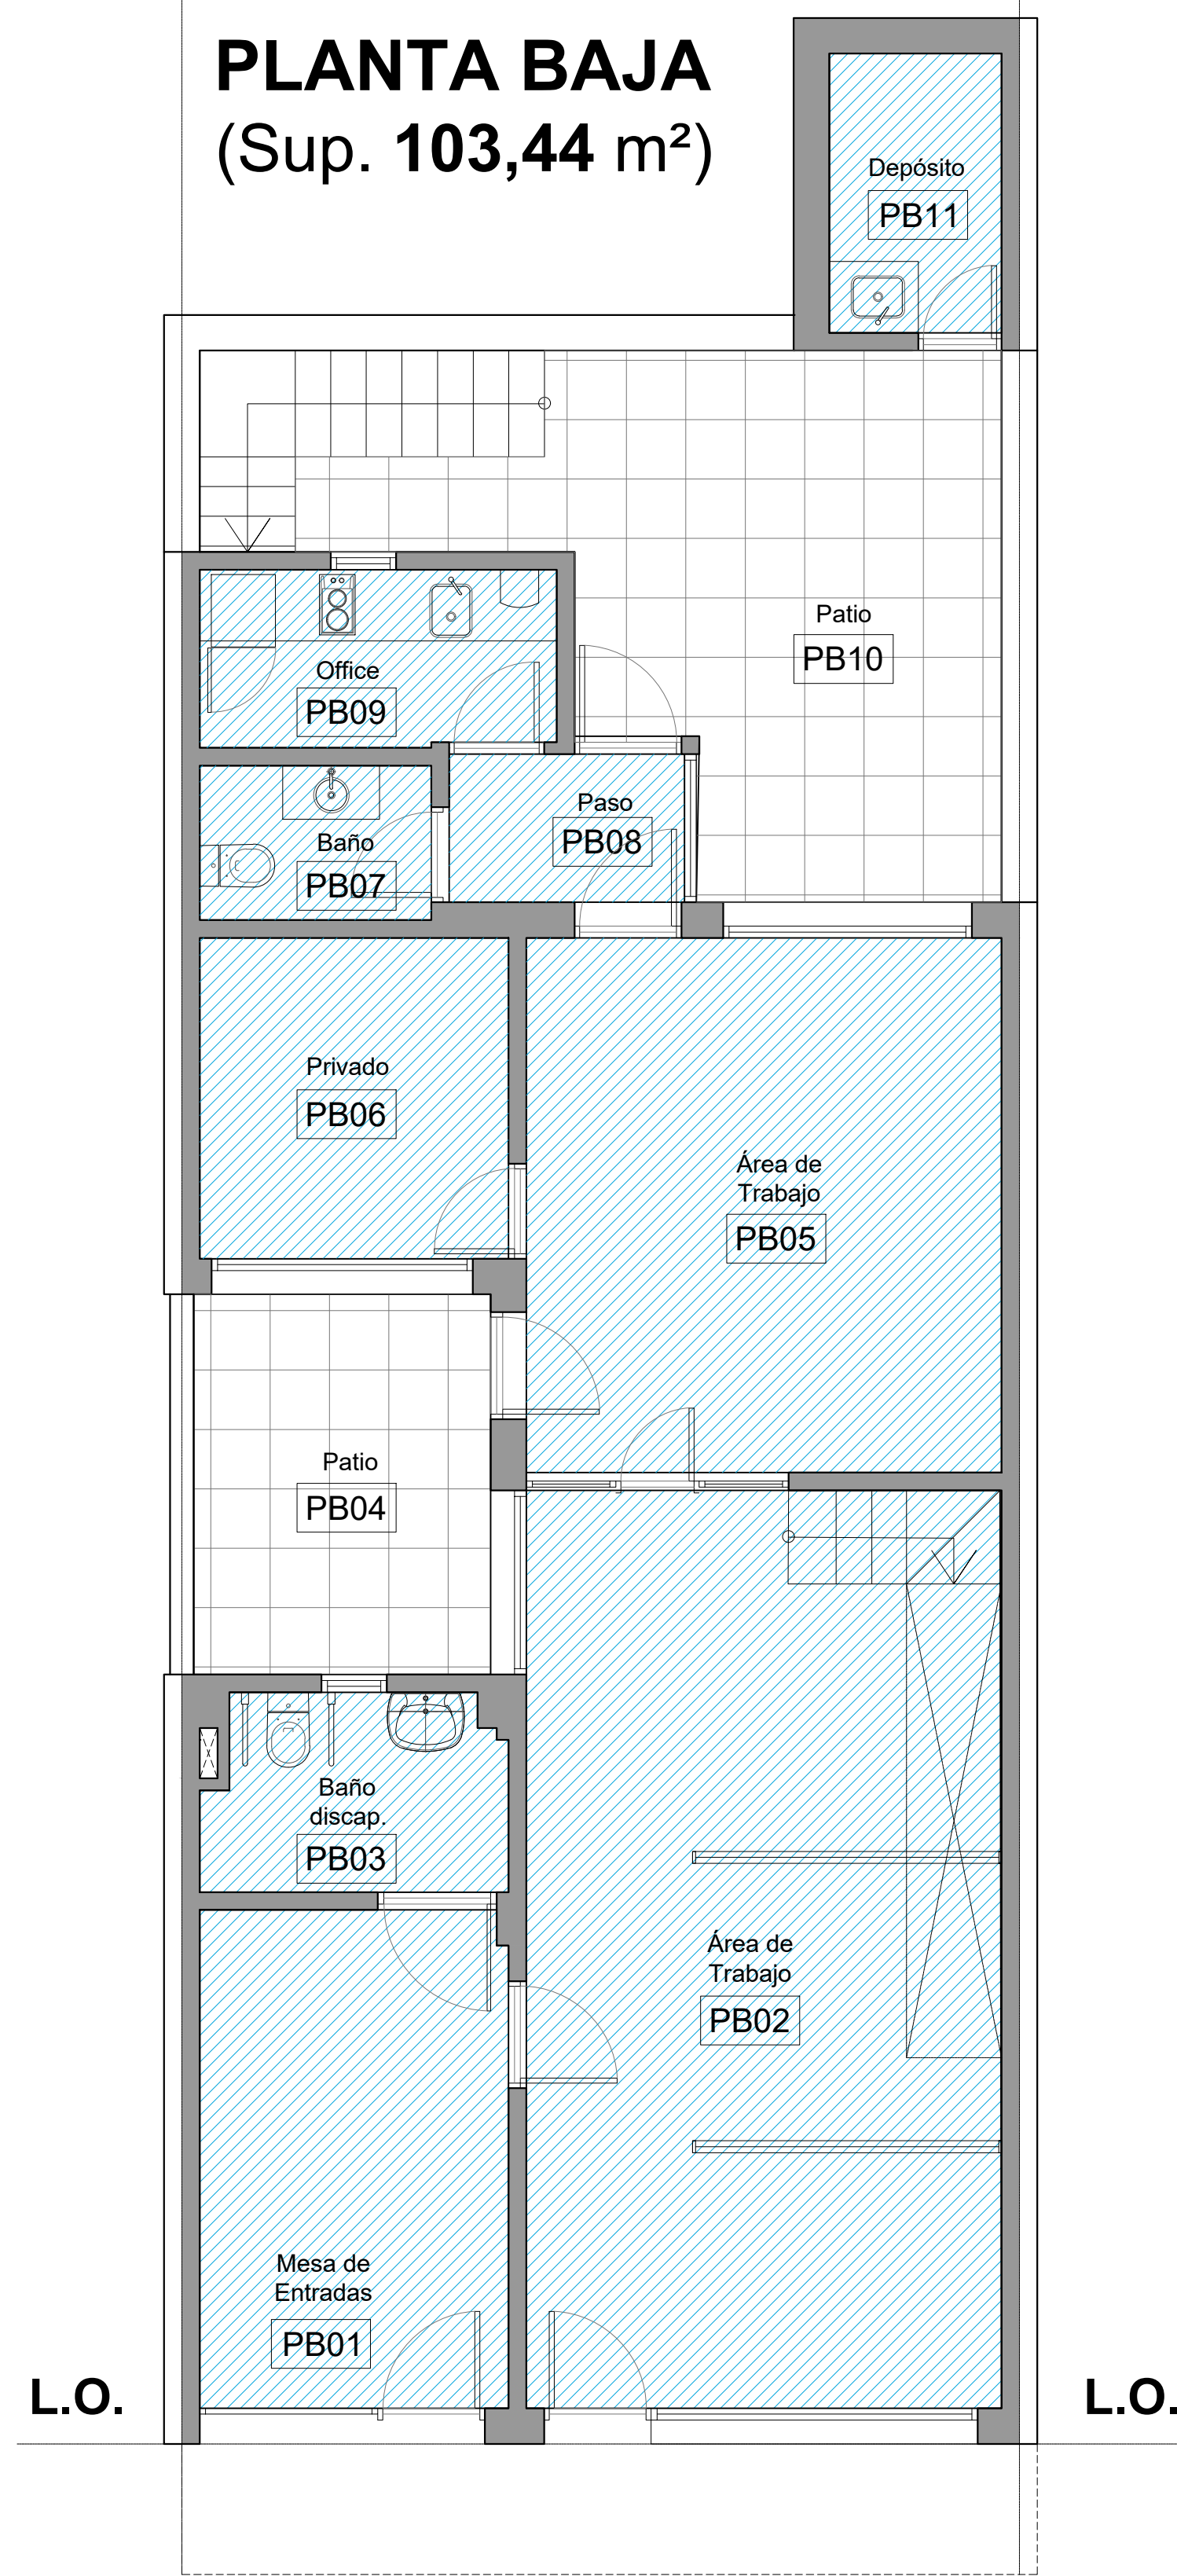 PLANTA BAJA
(Sup. 103,44 m²)
Depósito
PB11
Patio
PB10
Office
PB09
Paso
PB08
Baño
PB07
Privado
PB06
Área de
Trabajo
PB05
Patio
PB04
Baño
discap.
PB03
Área de
Trabajo
PB02
Mesa de
Entradas
PB01
L.O.
L.O.